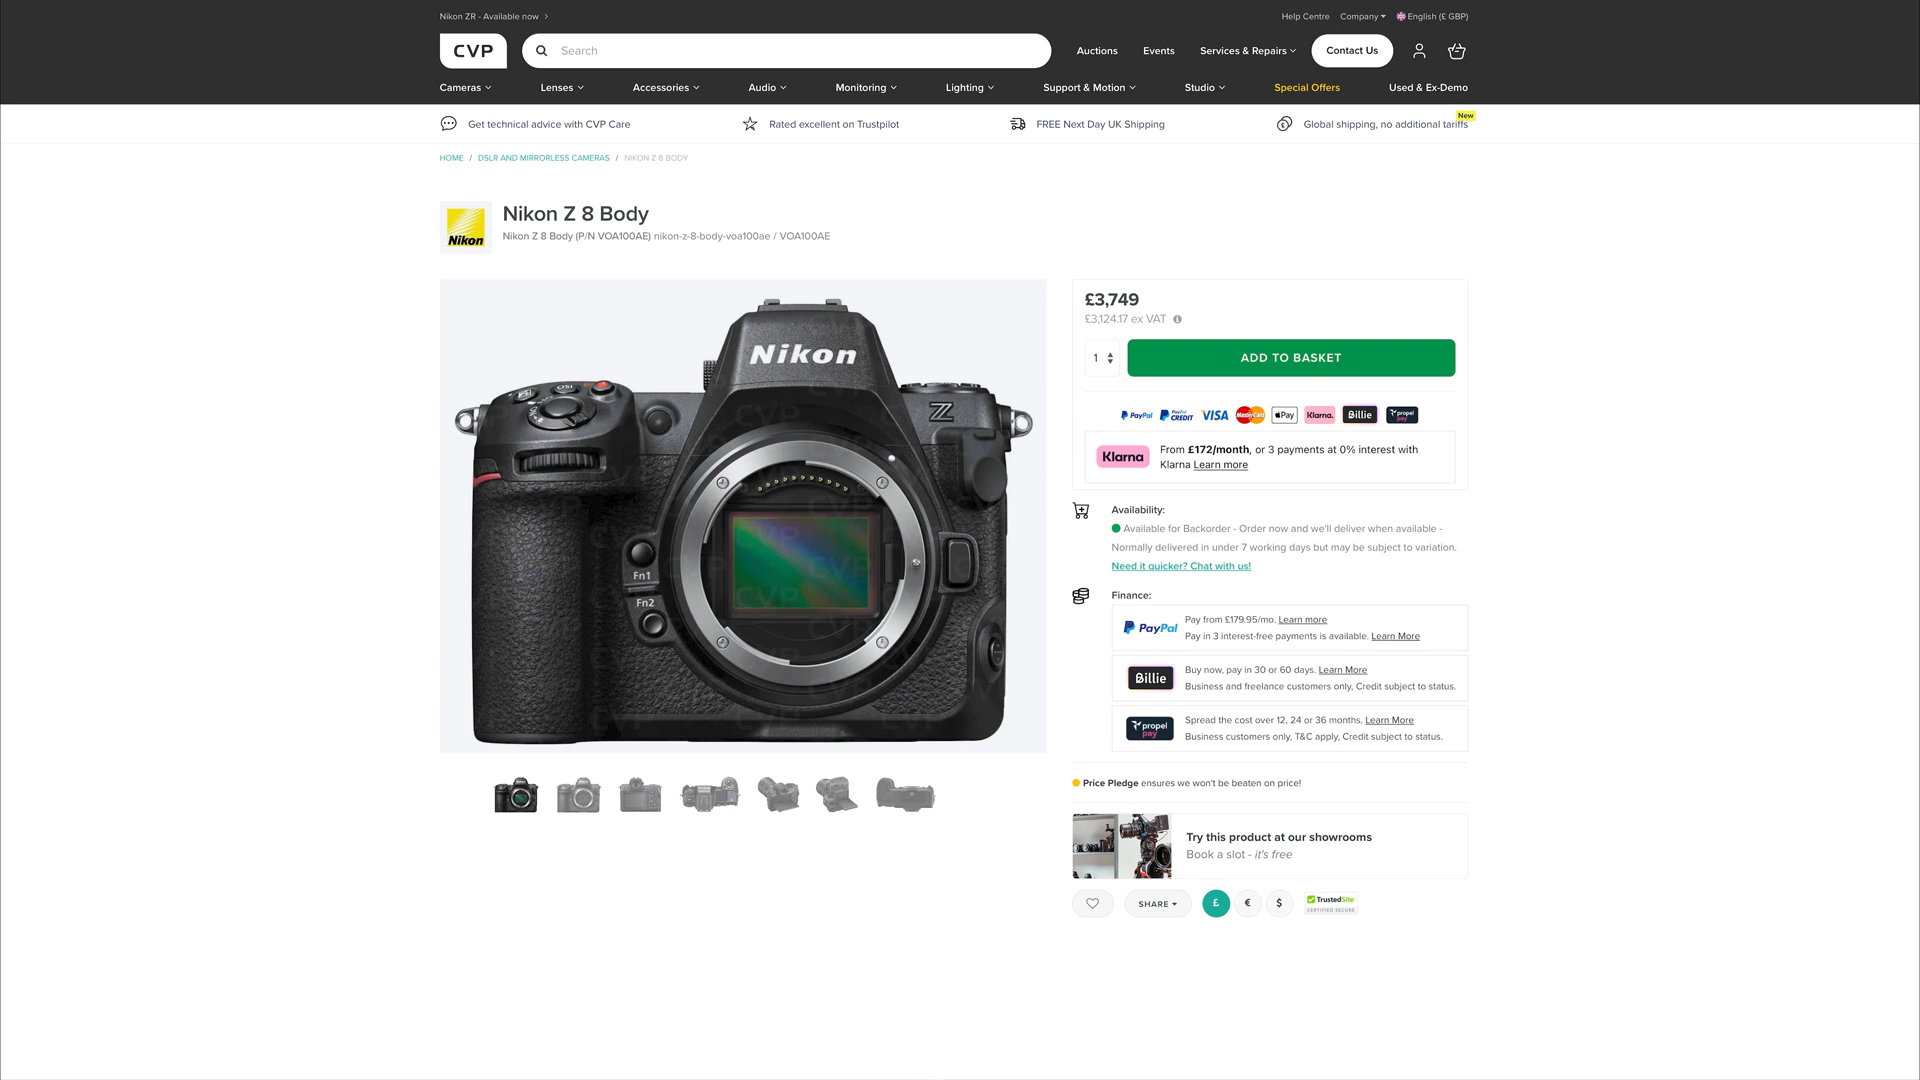 Nikon ZR - Available now
Help Centre Company English (£ GBP)
CVP Search Auctions Events Services & Repairs Contact Us
Cameras Lenses Accessories Audio Monitoring Lighting Support & Motion Studio Special Offers Used & Ex-Demo
Get technical advice with CVP Care Rated excellent on Trustpilot FREE Next Day UK Shipping Global shipping, no additional tariffs New
HOME / DSLR AND MIRRORLESS CAMERAS / NIKON Z 8 BODY
Nikon
Nikon Z 8 Body
Nikon Z 8 Body (P/N VOA100AE) nikon-z-8-body-voa100ae / VOA100AE
Nikon
ISO
Z
Fn1
Fn2
CVP
£3,749
£3,124.17 ex VAT
1 ADD TO BASKET
PayPal PayPal CREDIT VISA MasterCard Pay Klarna. Billie propel pay
Klarna From £172/month, or 3 payments at 0% interest with
Klarna Learn more
Availability:
Available for Backorder - Order now and we'll deliver when available -
Normally delivered in under 7 working days but may be subject to variation.
Need it quicker? Chat with us!
Finance:
PayPal Pay from £179.95/mo. Learn more
Pay in 3 interest-free payments is available. Learn More
Billie Buy now, pay in 30 or 60 days. Learn More
Business and freelance customers only, Credit subject to status.
propel pay Spread the cost over 12, 24 or 36 months. Learn More
Business customers only, T&C apply, Credit subject to status.
Price Pledge ensures we won't be beaten on price!
Try this product at our showrooms
Book a slot - it's free
SHARE £ € $ TrustedSite
CERTIFIED SECURE